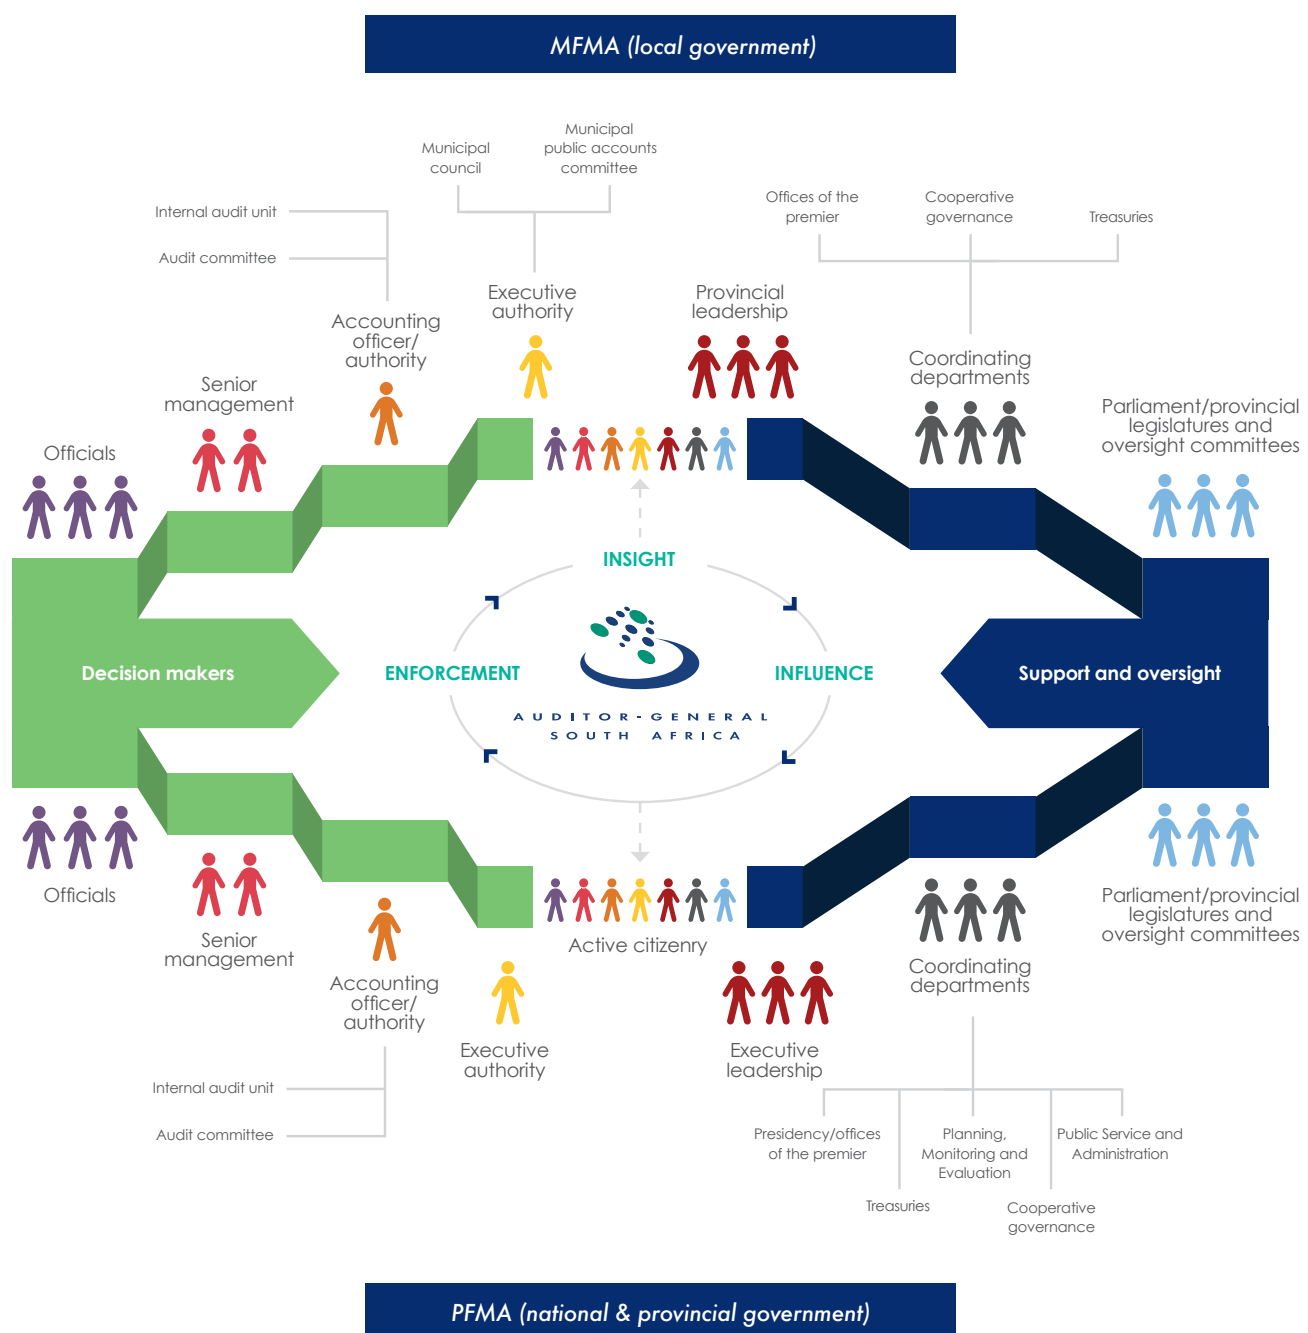 MFMA (local government)
Municipal
council
Municipal
public accounts
committee
Offices of the
premier
Cooperative
governance
Treasuries
Internal audit unit
Audit committee
Executive
authority
Provincial
leadership
Accounting
officer/
authority
Coordinating
departments
Senior
management
Parliament/provincial
legislatures and
oversight committees
Officials
INSIGHT
Decision makers
ENFORCEMENT
INFLUENCE
Support and oversight
AUDITOR-GENERAL
SOUTH AFRICA
Officials
Senior
management
Accounting
officer/
authority
Executive
authority
Active citizenry
Executive
leadership
Coordinating
departments
Parliament/provincial
legislatures and
oversight committees
Internal audit unit
Audit committee
Presidency/offices
of the premier
Treasuries
Planning,
Monitoring and
Evaluation
Cooperative
governance
Public Service and
Administration
PFMA (national & provincial government)